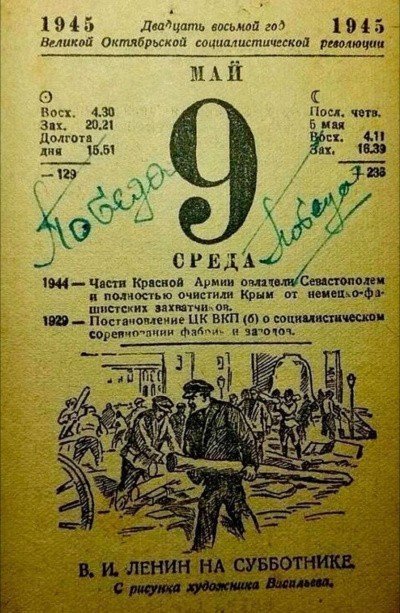 1945 Двадцать восьмой год 1945
Великой Октябрьской социалистической революции
МАЙ
Восх. 4.30
Зах. 20.21
Долгота
дня 15.51
—129
9
Посл. четв.
5 мая
Восх. 4.11
Зах. 16.39
236
Победа
Победа
СРЕДА
1944 — Части Красной Армии овладели Севастополем
и полностью очистили Крым от немецко-фа-
шистских захватчиков.
1929 — Постановление ЦК ВКП (б) о социалистическом
соревновании фабрик и заводов.
В. И. ЛЕНИН НА СУББОТНИКЕ.
С рисунка художника Васильева.